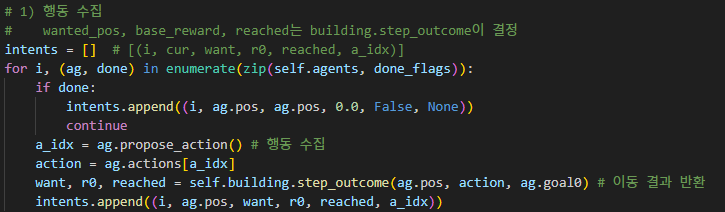 # 1) 행동 수집
#    wanted_pos, base_reward, reached는 building.step_outcome이 결정
intents = []  # [(i, cur, want, r0, reached, a_idx)]
for i, (ag, done) in enumerate(zip(self.agents, done_flags)):
    if done:
        intents.append((i, ag.pos, ag.pos, 0.0, False, None))
        continue
    a_idx = ag.propose_action() # 행동 수집
    action = ag.actions[a_idx]
    want, r0, reached = self.building.step_outcome(ag.pos, action, ag.goal0) # 이동 결과 반환
    intents.append((i, ag.pos, want, r0, reached, a_idx))